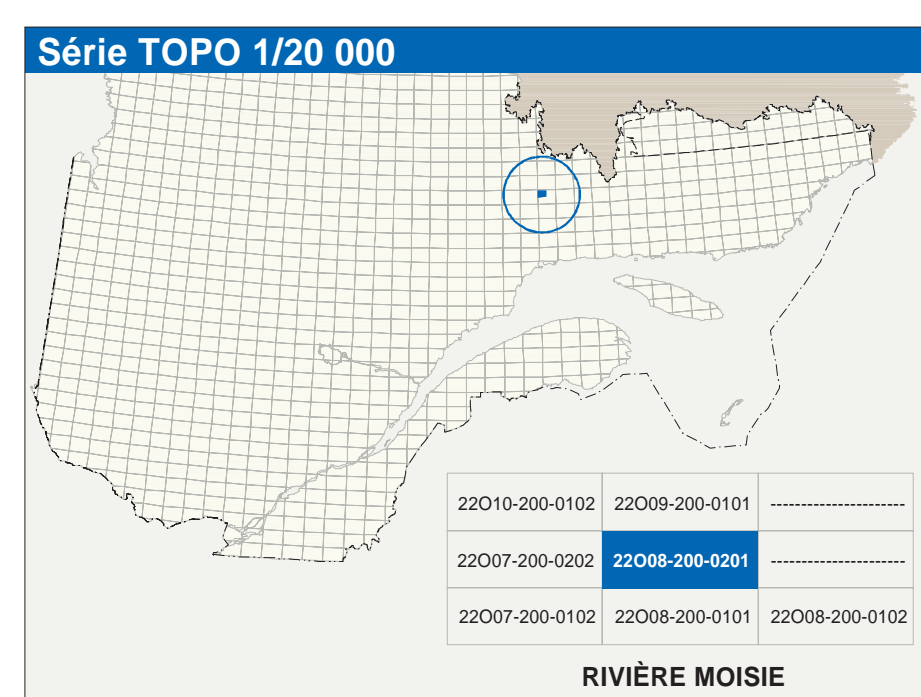 Série TOPO 1/20 000
22O10-200-0102 22O09-200-0101 ----------------------
22O07-200-0202 22O08-200-0201 ----------------------
22O07-200-0102 22O08-200-0101 22O08-200-0102
RIVIÈRE MOISIE